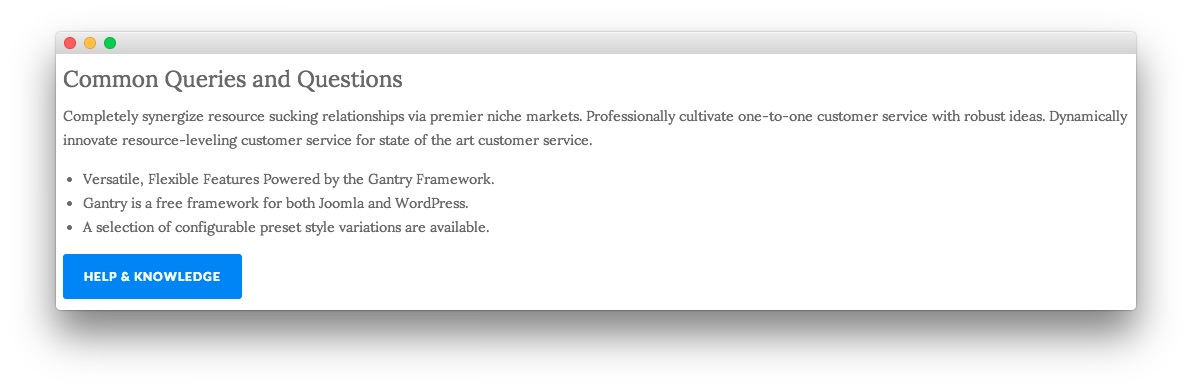 Common Queries and Questions
Completely synergize resource sucking relationships via premier niche markets. Professionally cultivate one-to-one customer service with robust ideas. Dynamically
innovate resource-leveling customer service for state of the art customer service.
• Versatile, Flexible Features Powered by the Gantry Framework.
• Gantry is a free framework for both Joomla and WordPress.
• A selection of configurable preset style variations are available.
HELP & KNOWLEDGE